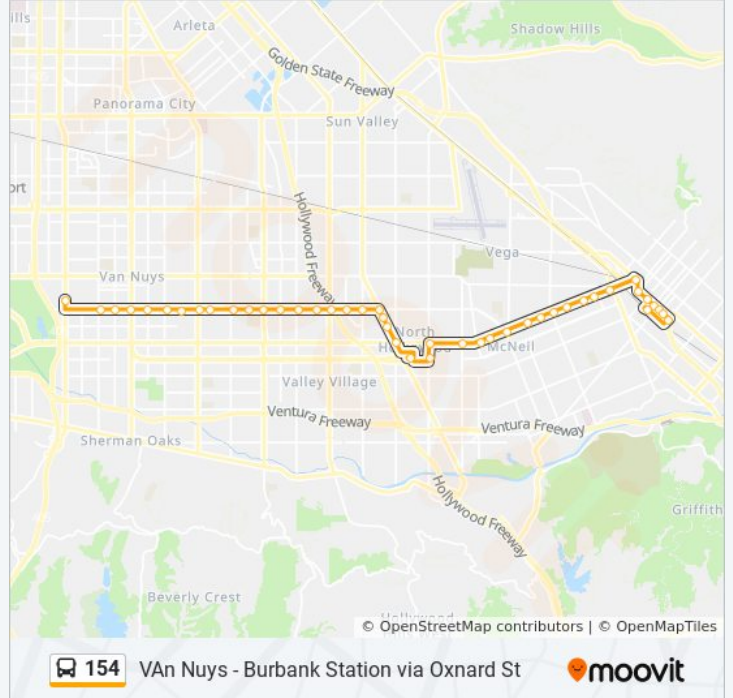 ills
Arleta
Shadow Hills
Golden State Freeway
Panorama City
Sun Valley
ort
Hollywood Freeway
Vega
Van Nuys
North
McNeil
Valley Village
Ventura Freeway
Ventura Freeway
Sherman Oaks
Hollywood Freeway
Griffith
Beverly Crest
© OpenStreetMap contributors | © OpenMapTiles
154 VAn Nuys - Burbank Station via Oxnard St moovit